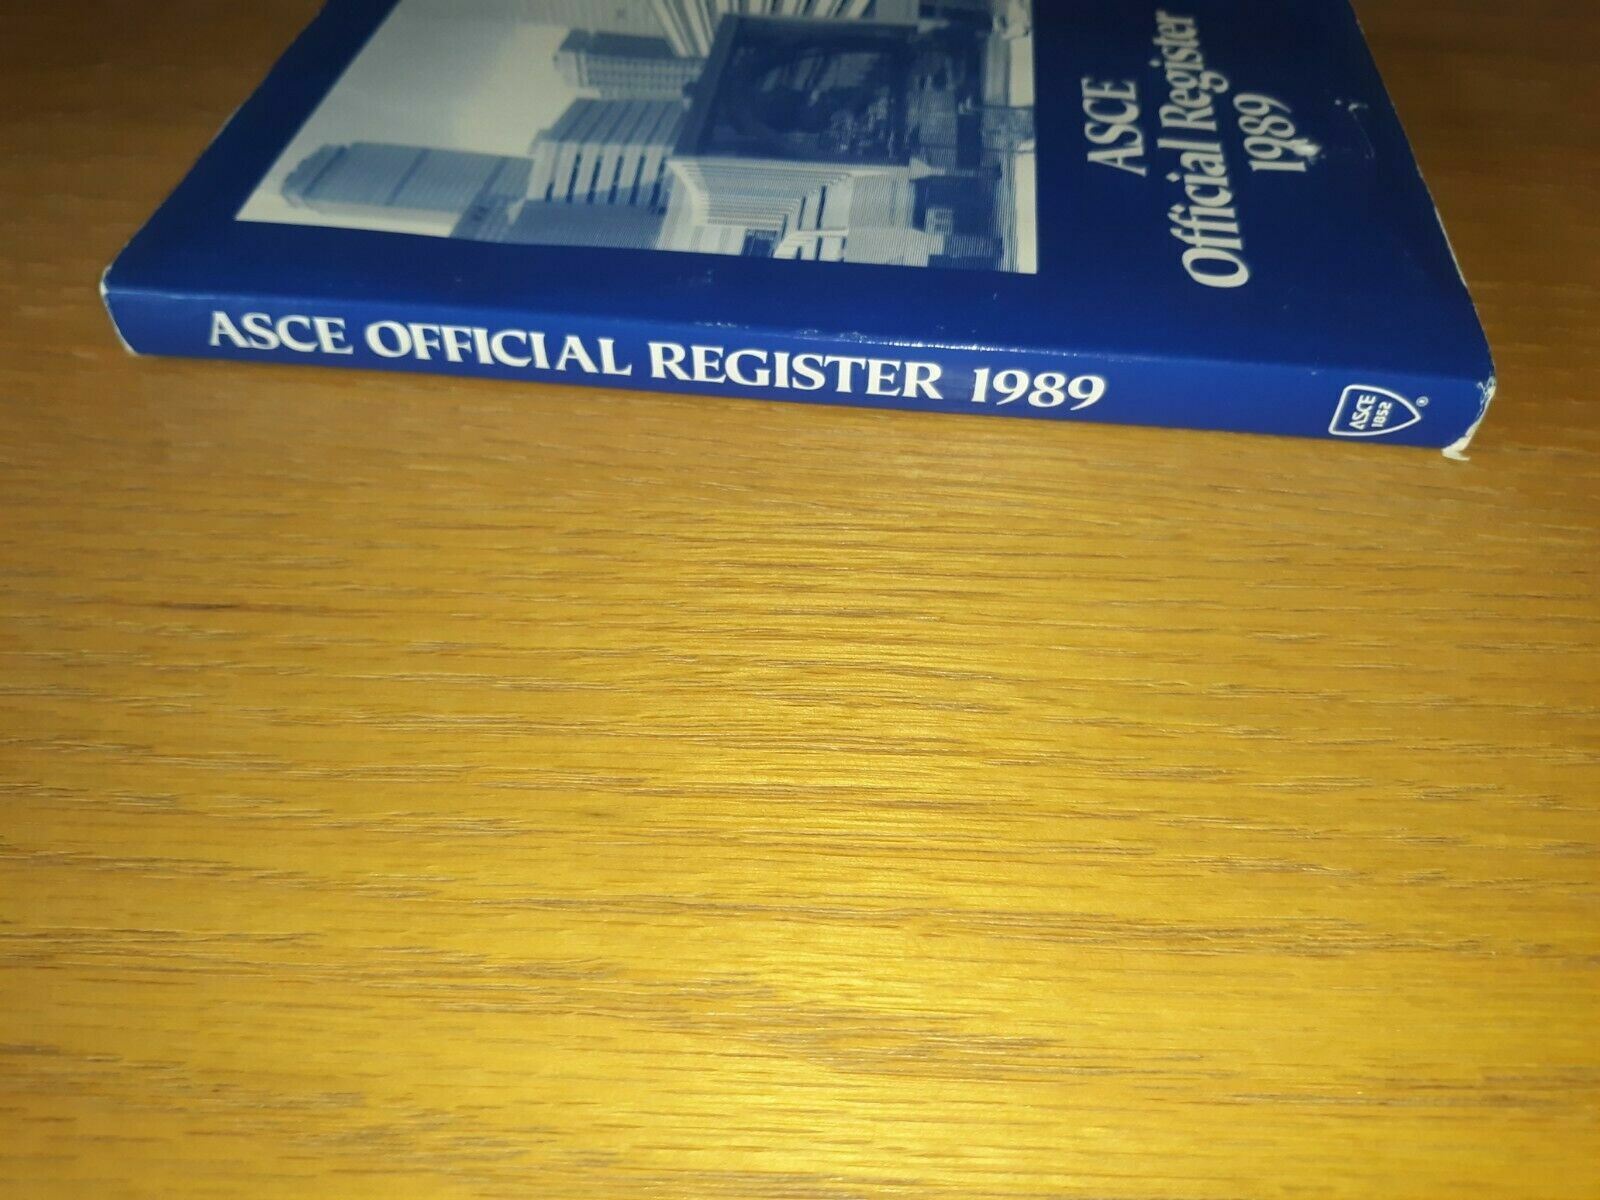 ASCE
Official Register
1989
ASCE OFFICIAL REGISTER 1989
ASCE
1852
®